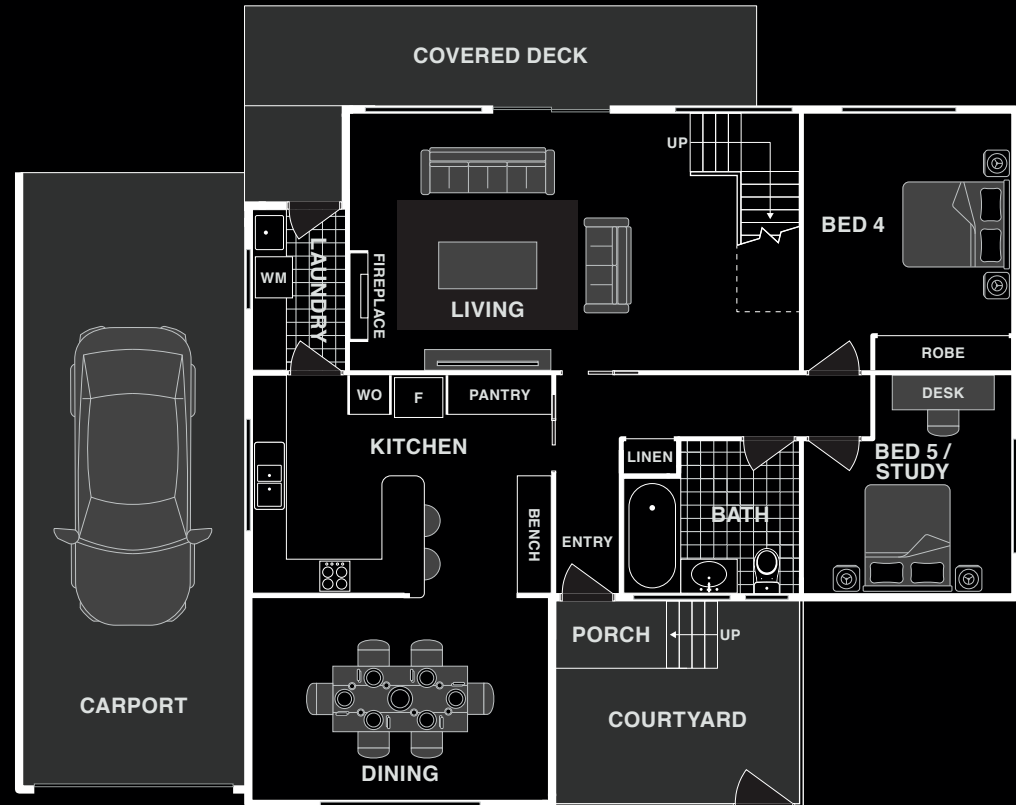 COVERED DECK
UP
BED 4
LAUNDRY
WM
FIREPLACE
LIVING
ROBE
WO
F
PANTRY
DESK
KITCHEN
LINEN
BED 5 /
STUDY
BENCH
ENTRY
BATH
PORCH
UP
CARPORT
COURTYARD
DINING